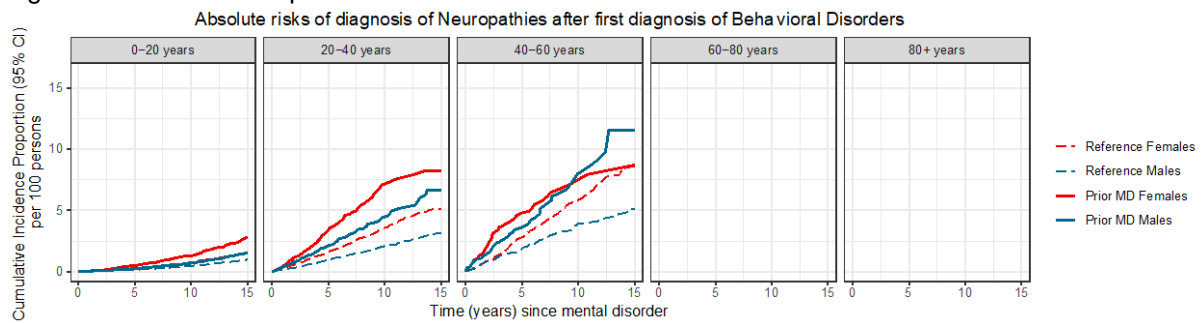 Absolute risks of diagnosis of Neuropathies after first diagnosis of Behavioral Disorders
Cumulative Incidence Proportion (95% CI)
per 100 persons
0−20 years
20−40 years
40−60 years
60−80 years
80+ years
15
10
5
0
0 5 10 15
0 5 10 15
0 5 10 15
0 5 10 15
0 5 10 15
Time (years) since mental disorder
Reference Females
Reference Males
Prior MD Females
Prior MD Males